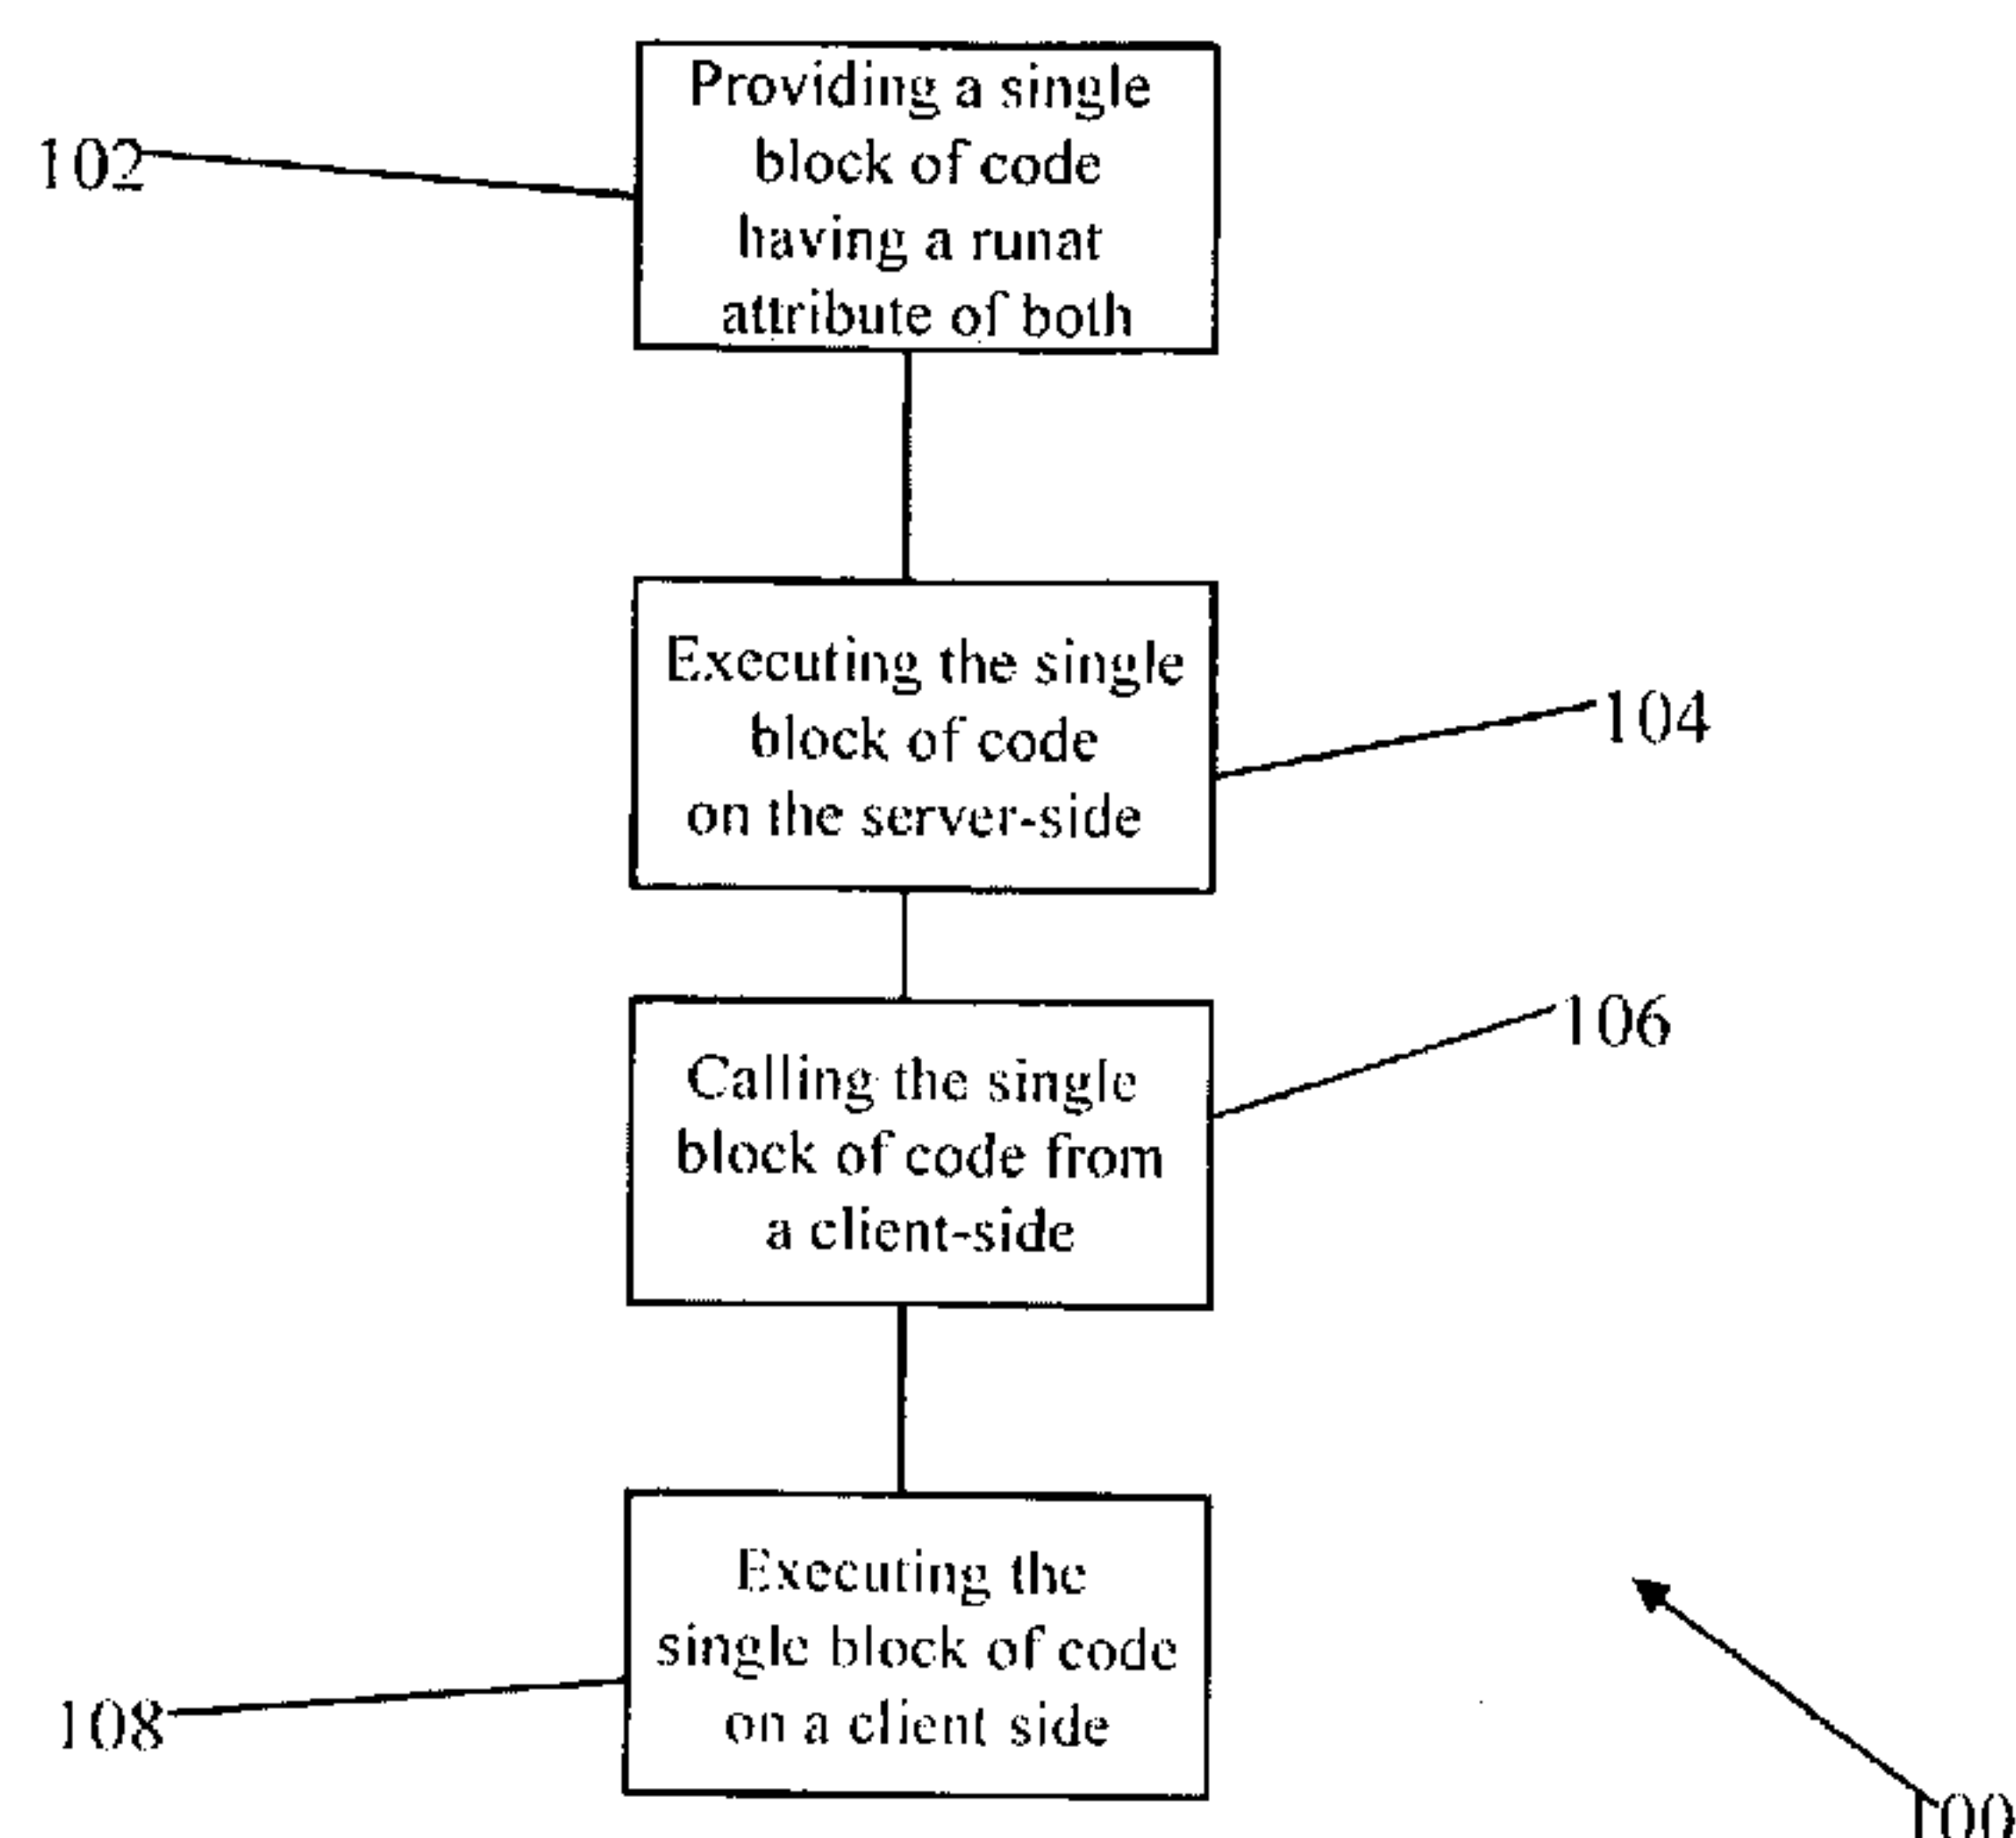 Providing a single
block of code
having a runat
attribute of both
102
Executing the single
block of code
on the server-side
104
Calling the single
block of code from
a client-side
106
Executing the
single block of code
on a client side
108
100